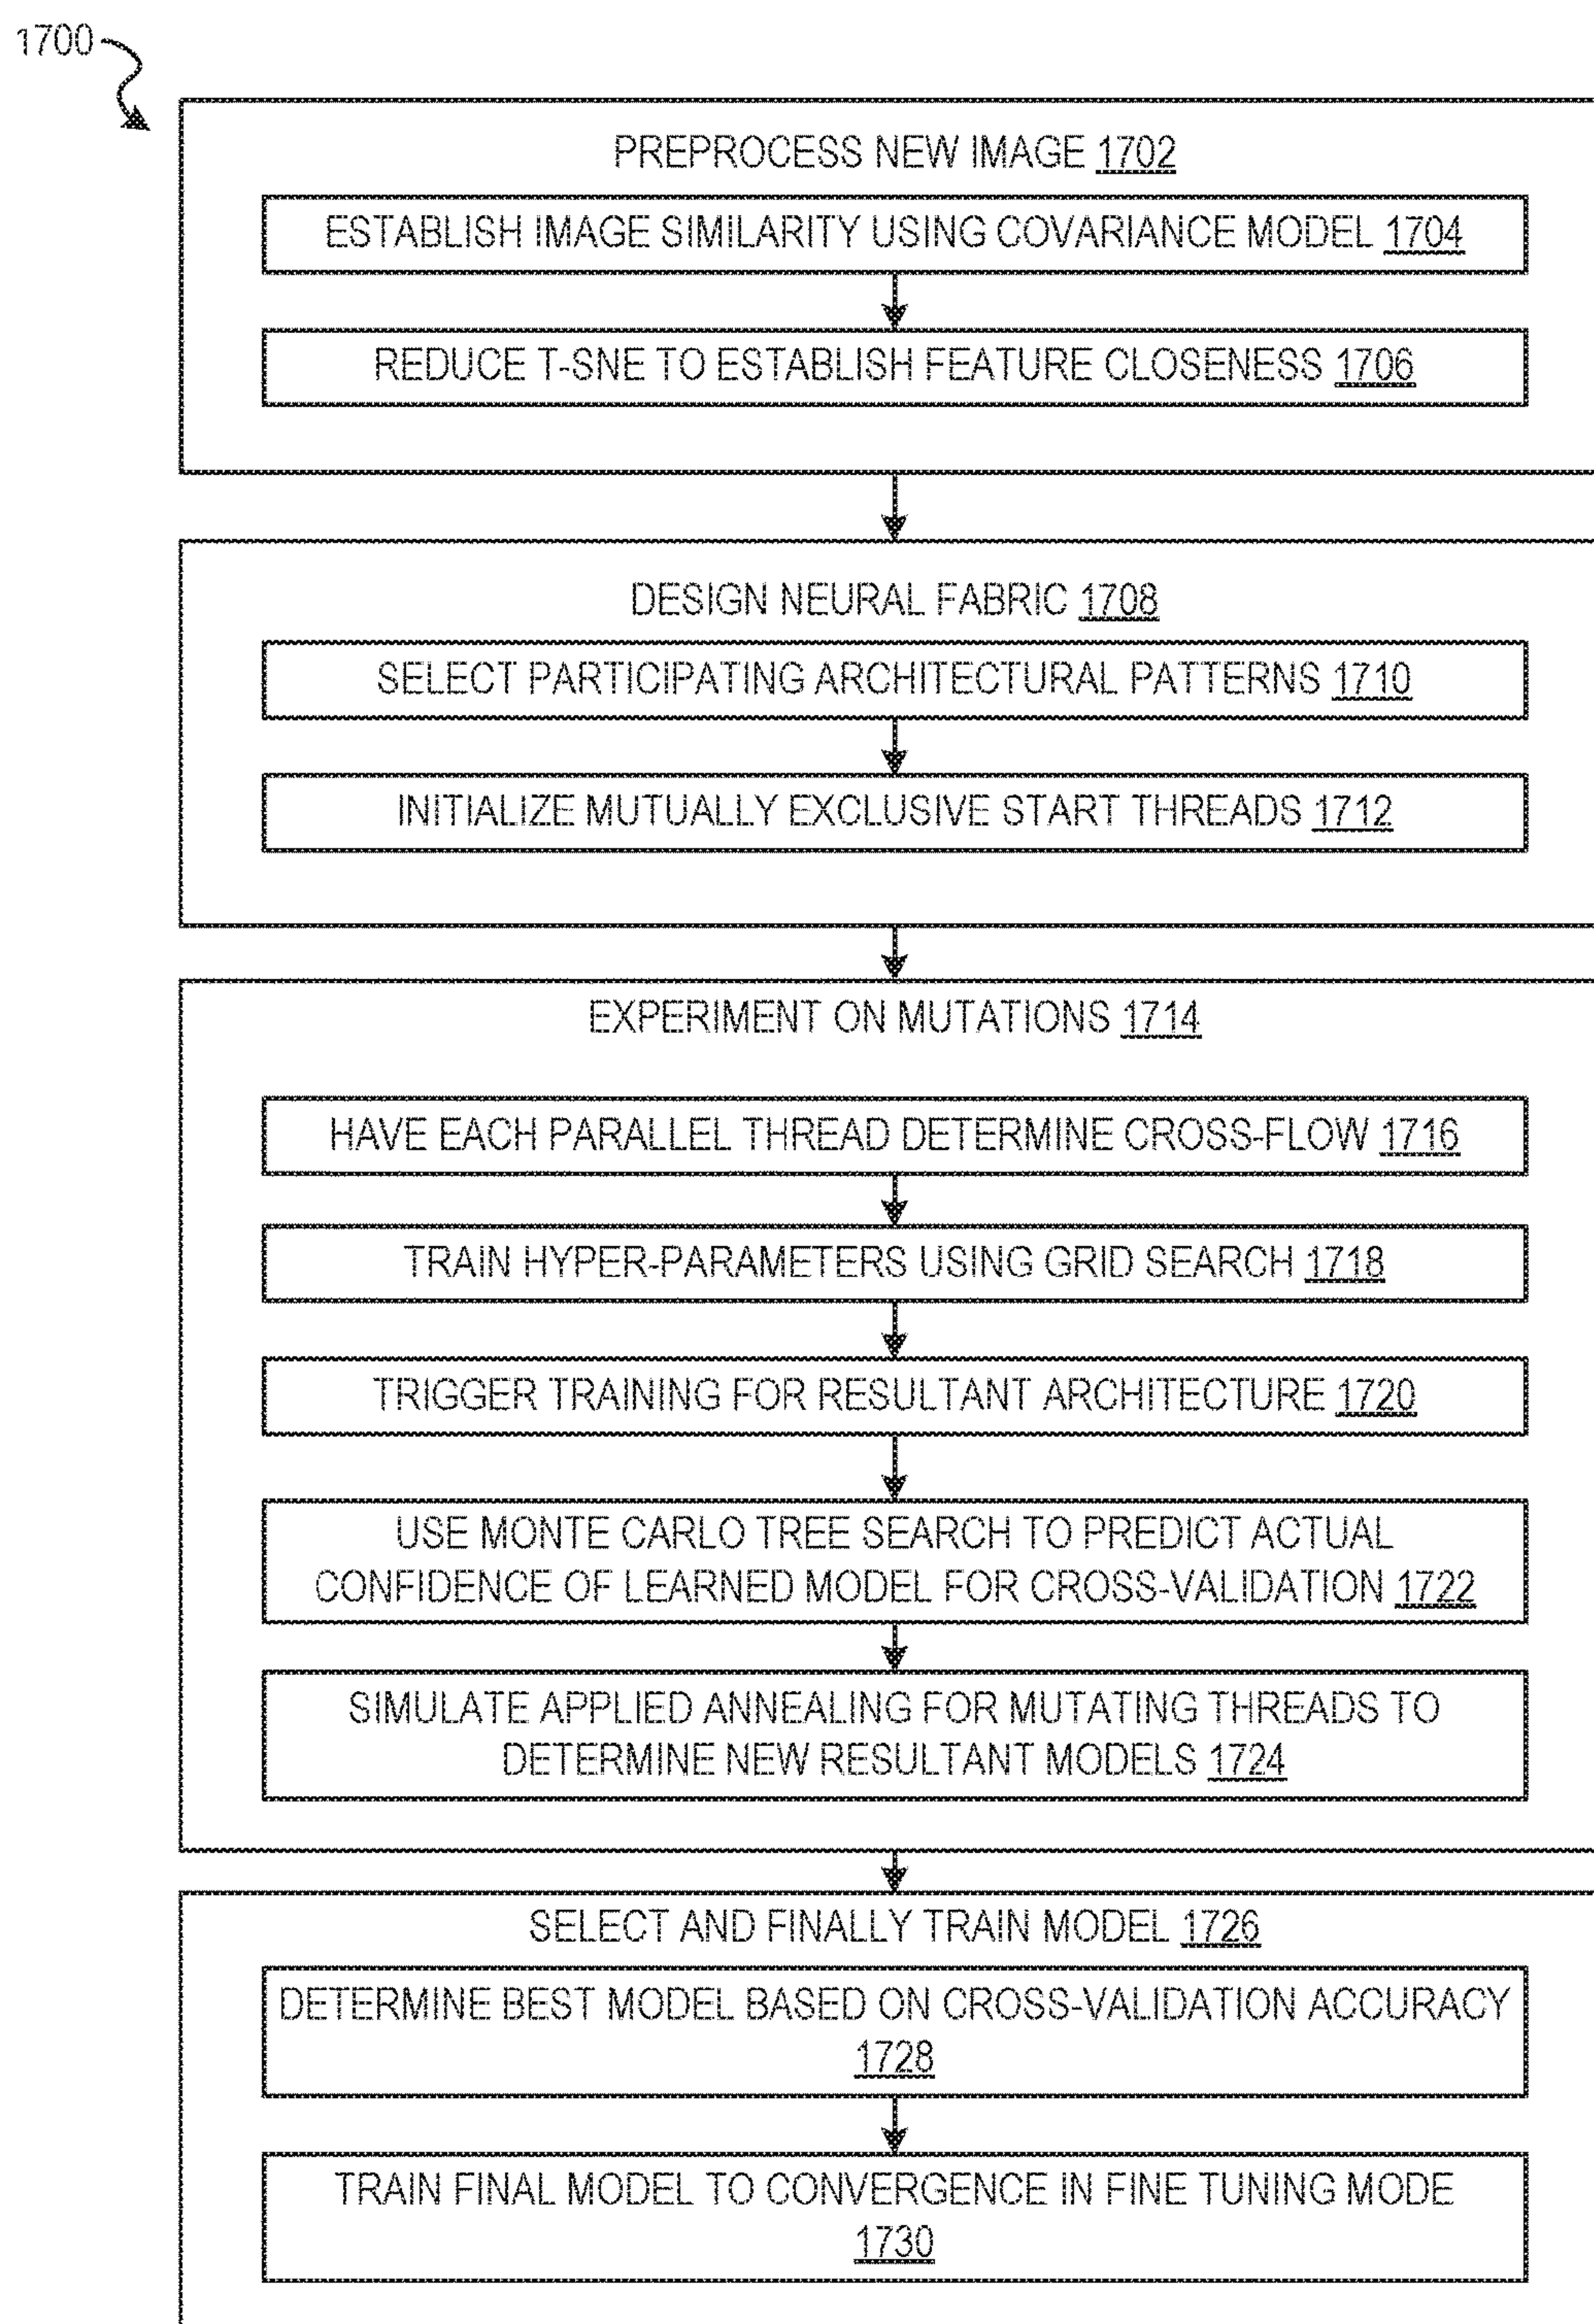 1700
PREPROCESS NEW IMAGE 1702
ESTABLISH IMAGE SIMILARITY USING COVARIANCE MODEL 1704
REDUCE T-SNE TO ESTABLISH FEATURE CLOSENESS 1706
DESIGN NEURAL FABRIC 1708
SELECT PARTICIPATING ARCHITECTURAL PATTERNS 1710
INITIALIZE MUTUALLY EXCLUSIVE START THREADS 1712
EXPERIMENT ON MUTATIONS 1714
HAVE EACH PARALLEL THREAD DETERMINE CROSS-FLOW 1716
TRAIN HYPER-PARAMETERS USING GRID SEARCH 1718
TRIGGER TRAINING FOR RESULTANT ARCHITECTURE 1720
USE MONTE CARLO TREE SEARCH TO PREDICT ACTUAL
CONFIDENCE OF LEARNED MODEL FOR CROSS-VALIDATION 1722
SIMULATE APPLIED ANNEALING FOR MUTATING THREADS TO
DETERMINE NEW RESULTANT MODELS 1724
SELECT AND FINALLY TRAIN MODEL 1726
DETERMINE BEST MODEL BASED ON CROSS-VALIDATION ACCURACY
1728
TRAIN FINAL MODEL TO CONVERGENCE IN FINE TUNING MODE
1730